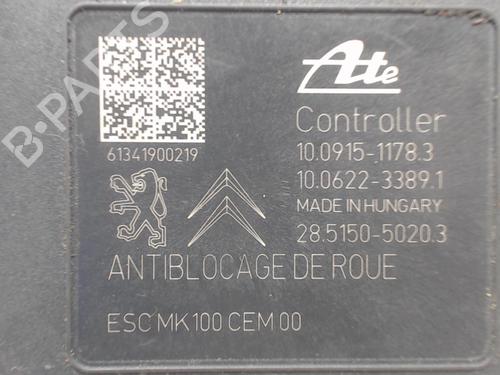 Ate
Controller
10.0915-1178.3
10.0622-3389.1
MADE IN HUNGARY
28.5150-5020.3
61341900219
ANTIBLOCAGE DE ROUE
ESC MK100 CEM 00
B-PARTS